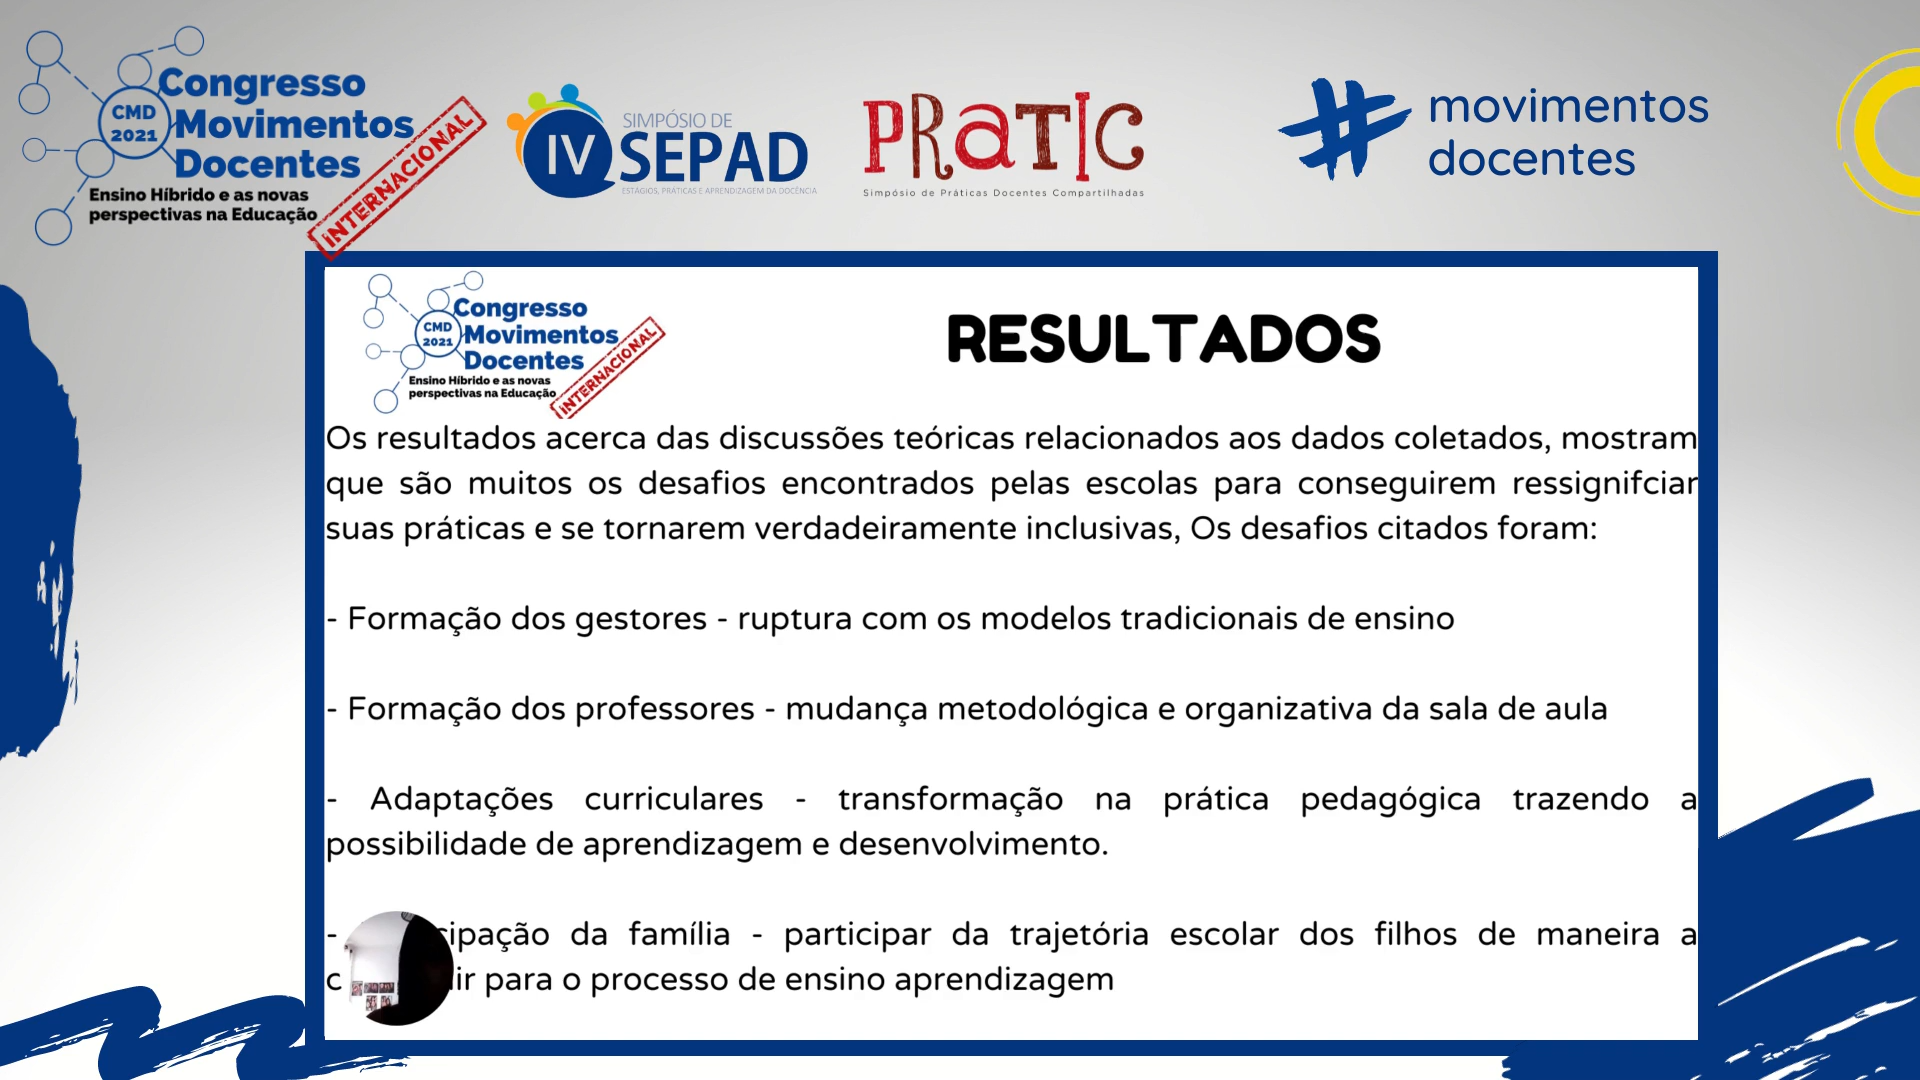 Congresso
Movimentos
Docentes
CMD
2021
Ensino Híbrido e as novas
perspectivas na Educação
INTERNACIONAL
SIMPÓSIO DE
IV SEPAD
ESTÁGIOS, PRÁTICAS E APRENDIZAGEM DA DOCÊNCIA
PRATIC
Simpósio de Práticas Docentes Compartilhadas
# movimentos
docentes
Congresso
Movimentos
Docentes
CMD
2021
Ensino Híbrido e as novas
perspectivas na Educação
INTERNACIONAL
RESULTADOS
Os resultados acerca das discussões teóricas relacionados aos dados coletados, mostram
que são muitos os desafios encontrados pelas escolas para conseguirem ressignifciar
suas práticas e se tornarem verdadeiramente inclusivas, Os desafios citados foram:
- Formação dos gestores - ruptura com os modelos tradicionais de ensino
- Formação dos professores - mudança metodológica e organizativa da sala de aula
- Adaptações curriculares - transformação na prática pedagógica trazendo a
possibilidade de aprendizagem e desenvolvimento.
- da família - participar da trajetória escolar dos filhos de maneira a
para o processo de ensino aprendizagem